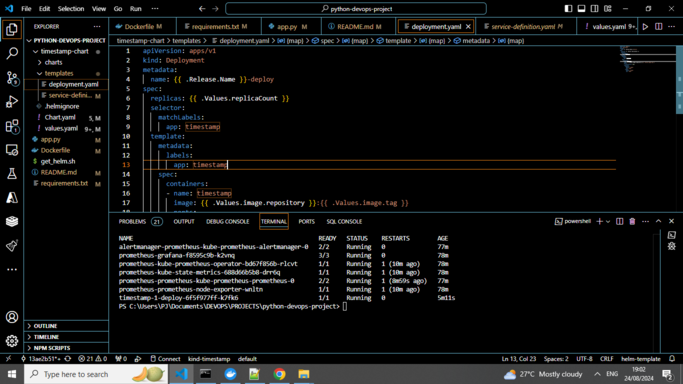 File Edit Selection View Go Run ... python-devops-project
EXPLORER ...
Dockerfile M requirements.txt M app.py M README.md M deployment.yaml service-definition.yaml M values.yaml 9+, M
PYTHON-DEVOPS-PROJECT
timestamp-chart > templates > deployment.yaml > {map} > spec > {map} > template > {map} > metadata > {map}
timestamp-chart
charts
templates
deployment.yaml
service-defini... M
.helmignore
Chart.yaml 5, M
values.yaml 9+, M
app.py M
Dockerfile M
get_helm.sh
README.md M
requirements.txt M
OUTLINE
TIMELINE
NPM SCRIPTS
1 apiVersion: apps/v1
2 kind: Deployment
3 metadata:
4 name: {{ .Release.Name }}-deploy
5 spec:
6 replicas: {{ .Values.replicaCount }}
7 selector:
8 matchLabels:
9 app: timestamp
10 template:
11 metadata:
12 labels:
13 app: timestamp
14 spec:
15 containers:
16 - name: timestamp
17 image: {{ .Values.image.repository }}:{{ .Values.image.tag }}
PROBLEMS 21 OUTPUT DEBUG CONSOLE TERMINAL PORTS SQL CONSOLE powershell
NAME READY STATUS RESTARTS AGE
alertmanager-prometheus-kube-prometheus-alertmanager-0 2/2 Running 0 77m
prometheus-grafana-f8595c9b-k2vnq 3/3 Running 0 78m
prometheus-kube-prometheus-operator-bd67f856b-rlcvt 1/1 Running 1 (10m ago) 78m
prometheus-kube-state-metrics-688d66b5b8-drr6q 1/1 Running 1 (10m ago) 78m
prometheus-prometheus-kube-prometheus-prometheus-0 2/2 Running 1 (8m59s ago) 77m
prometheus-prometheus-node-exporter-wnltn 1/1 Running 1 (10m ago) 78m
timestamp-1-deploy-6f5f977ff-k7fk6 1/1 Running 0 5m11s
PS C:\Users\PJ\Documents\DEVOPS\PROJECTS\python-devops-project>
13ae2b51*+ 21 0 0 Connect kind-timestamp default Ln 13, Col 23 Spaces: 2 UTF-8 CRLF helm-template
Type here to search 27°C Mostly cloudy ENG 19:02
24/08/2024